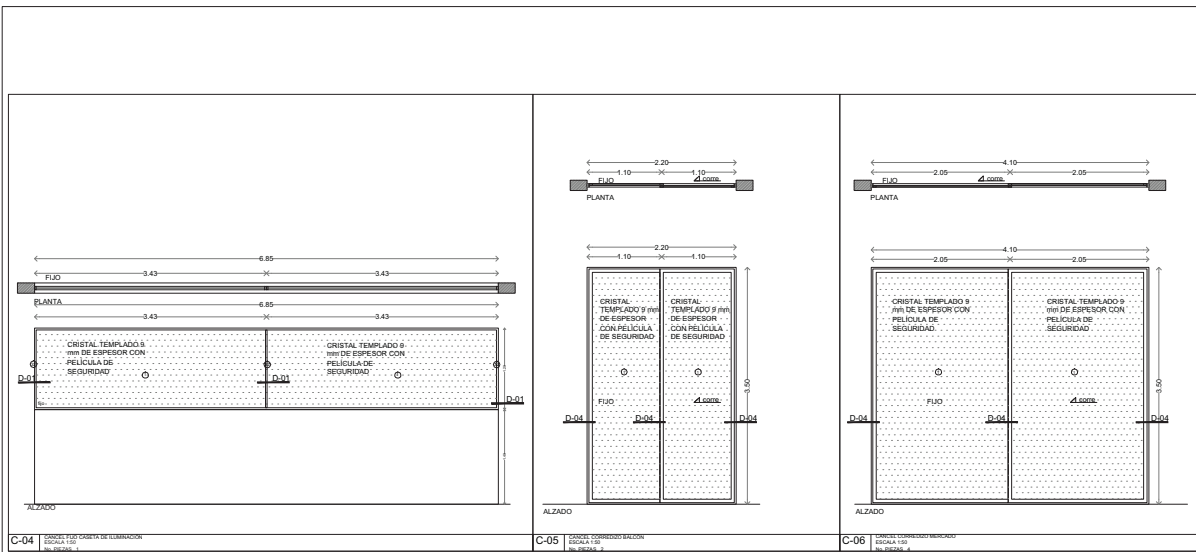 6.85
3.43
3.43
FIJO
PLANTA
6.85
3.43
3.43
CRISTAL TEMPLADO 9
mm DE ESPESOR CON
PELÍCULA DE
SEGURIDAD
CRISTAL TEMPLADO 9
mm DE ESPESOR CON
PELÍCULA DE
SEGURIDAD
D-01
D-01
D-01
fijo
ALZADO
C-04
CANCEL FIJO CASETA DE ILUMINACIÓN
ESCALA 1:50
No. PIEZAS 1
2.20
1.10
1.10
FIJO
corre
PLANTA
2.20
1.10
1.10
CRISTAL
TEMPLADO 9 mm
DE ESPESOR
CON PELÍCULA
DE SEGURIDAD
CRISTAL
TEMPLADO 9 mm
DE ESPESOR
CON PELÍCULA
DE SEGURIDAD
3.50
FIJO
corre
D-04
D-04
D-04
ALZADO
C-05
CANCEL CORREDIZO BALCÓN
ESCALA 1:50
No. PIEZAS 2
4.10
2.05
2.05
FIJO
corre
PLANTA
4.10
2.05
2.05
CRISTAL TEMPLADO 9
mm DE ESPESOR CON
PELÍCULA DE
SEGURIDAD
CRISTAL TEMPLADO 9
mm DE ESPESOR CON
PELÍCULA DE
SEGURIDAD
3.50
FIJO
corre
D-04
D-04
D-04
ALZADO
C-06
CANCEL CORREDIZO MERCADO
ESCALA 1:50
No. PIEZAS 4